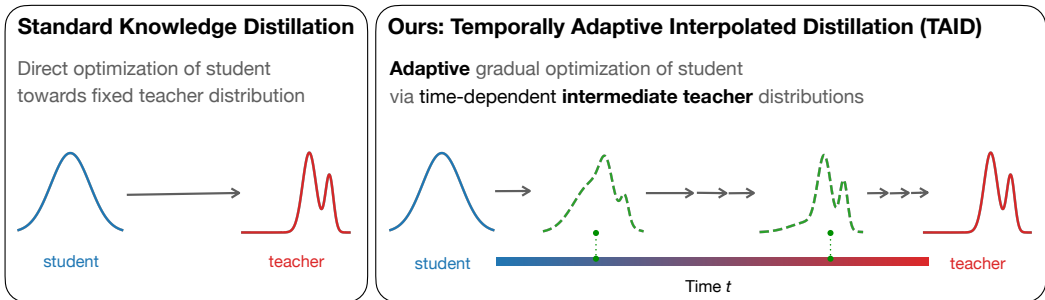 Standard Knowledge Distillation
Direct optimization of student
towards fixed teacher distribution
student
teacher
Ours: Temporally Adaptive Interpolated Distillation (TAID)
Adaptive gradual optimization of student
via time-dependent intermediate teacher distributions
student
teacher
Time t